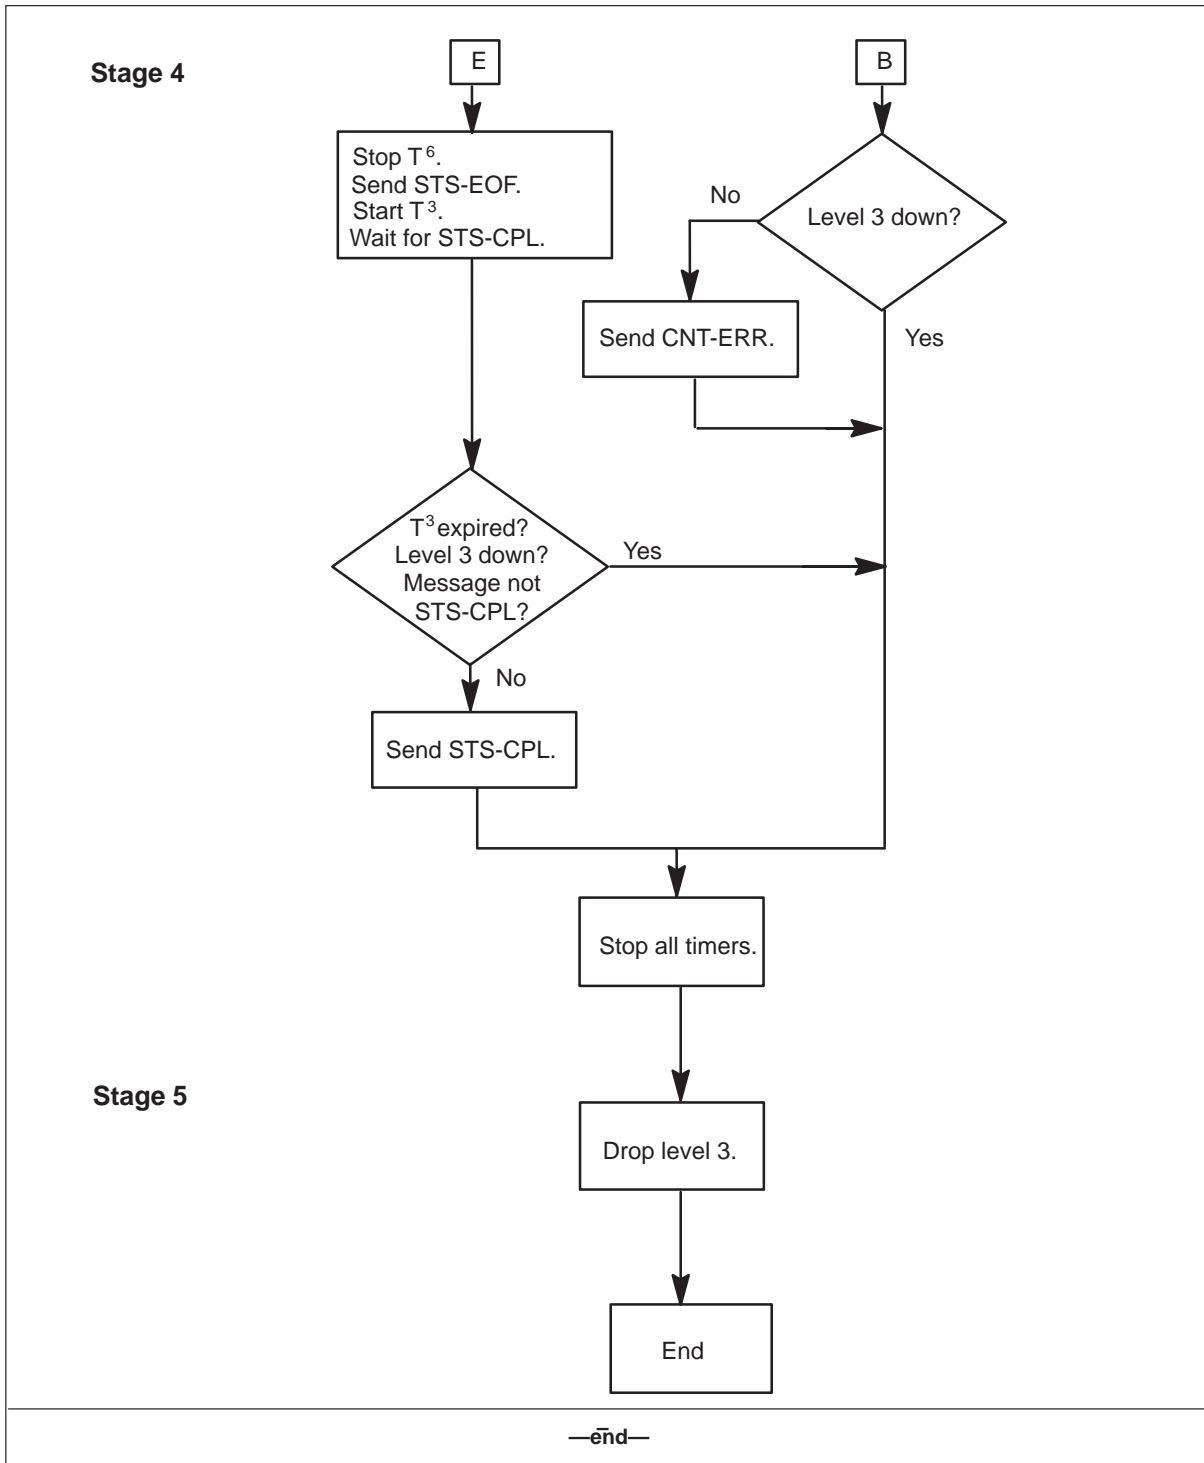 Stage 4
E
B
Stop T⁶.
Send STS-EOF.
Start T³.
Wait for STS-CPL.
No
Level 3 down?
Send CNT-ERR.
Yes
T³ expired?
Level 3 down?
Message not
STS-CPL?
Yes
No
Send STS-CPL.
Stop all timers.
Stage 5
Drop level 3.
End
—end—